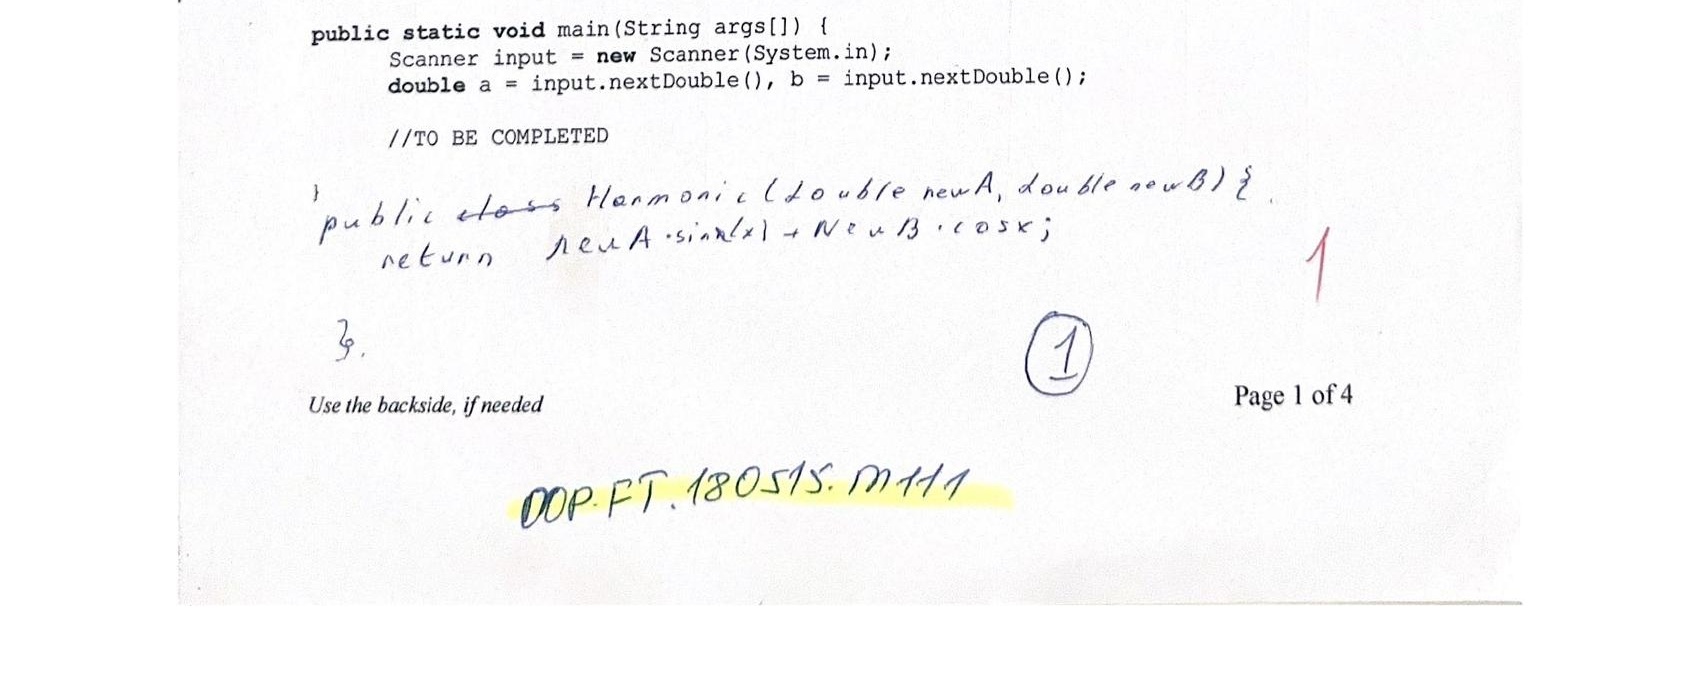 public static void main(String args[]) {
Scanner input = new Scanner(System.in);
double a = input.nextDouble(), b = input.nextDouble();
//TO BE COMPLETED
}
public class Harmonic (double newA, double newB) {
return newA·sin(x) + NewB·cosx;
}.
1
1
Use the backside, if needed
Page 1 of 4
OOP.FT.180515.M111